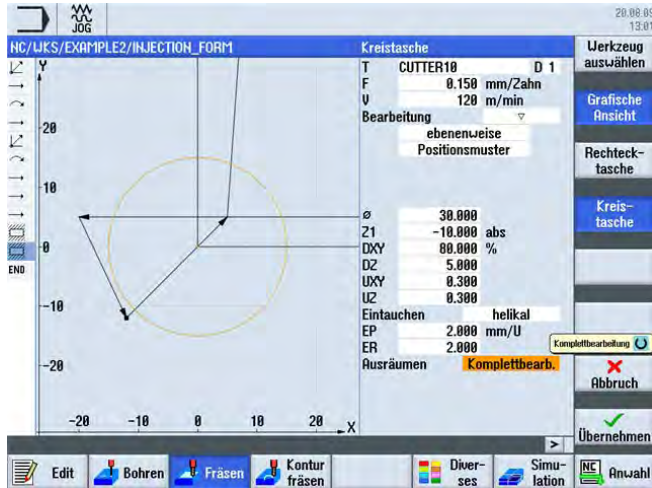 JOG
20.08.09
13:01
NC/WKS/EXAMPLE2/INJECTION_FORM
Kreistasche
Werkzeug
auswählen
Y
T CUTTER10 D 1
F 0.150 mm/Zahn
V 120 m/min
Bearbeitung ▽
ebenenweise
Positionsmuster
Grafische
Ansicht
Rechteck-
tasche
Kreis-
tasche
20
10
0
-10
-20
END
-20 -10 0 10 20 X
ø 30.000
Z1 -10.000 abs
DXY 80.000 %
DZ 5.000
UXY 0.300
UZ 0.300
Eintauchen helikal
EP 2.000 mm/U
ER 2.000
Ausräumen Komplettbearb.
Komplettbearbeitung
Abbruch
Übernehmen
>
Edit
Bohren
Fräsen
Kontur
fräsen
Diver-
ses
Simu-
lation
NC
Anwahl